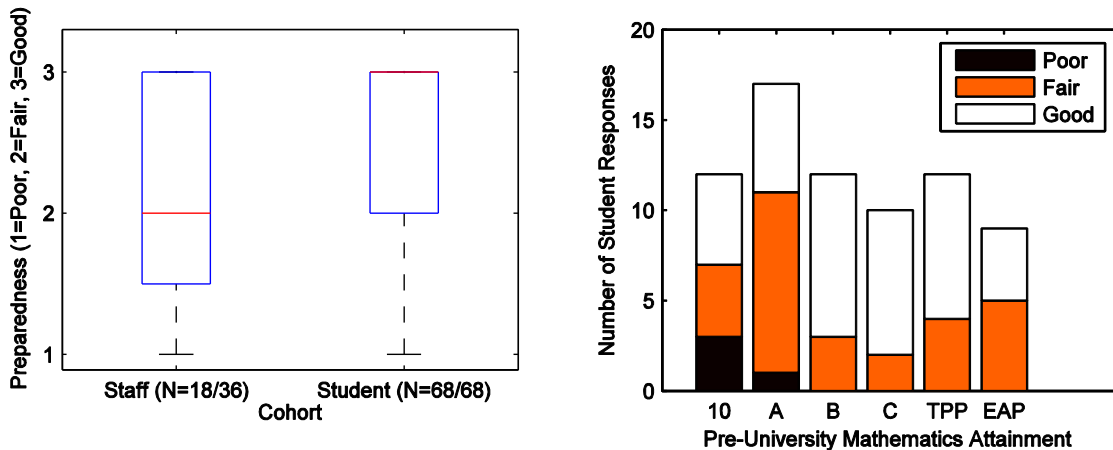 Preparedness (1=Poor, 2=Fair, 3=Good)
3
2
1
Staff (N=18/36)
Student (N=68/68)
Cohort
Number of Student Responses
20
15
10
5
0
Poor
Fair
Good
10
A
B
C
TPP
EAP
Pre-University Mathematics Attainment